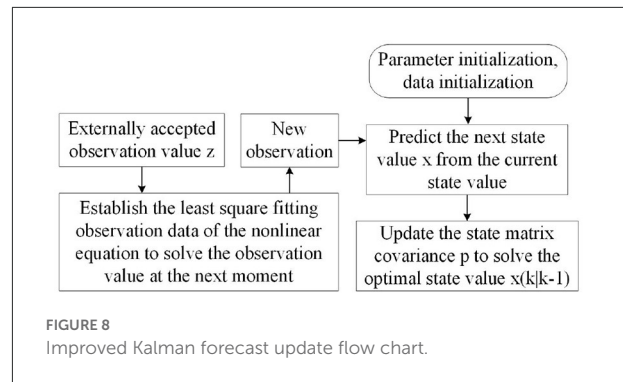 Parameter initialization,
data initialization
Externally accepted
observation value z
New
observation
Predict the next state
value x from the current
state value
Establish the least square fitting
observation data of the nonlinear
equation to solve the observation
value at the next moment
Update the state matrix
covariance p to solve the
optimal state value x(k|k-1)
FIGURE 8
Improved Kalman forecast update flow chart.